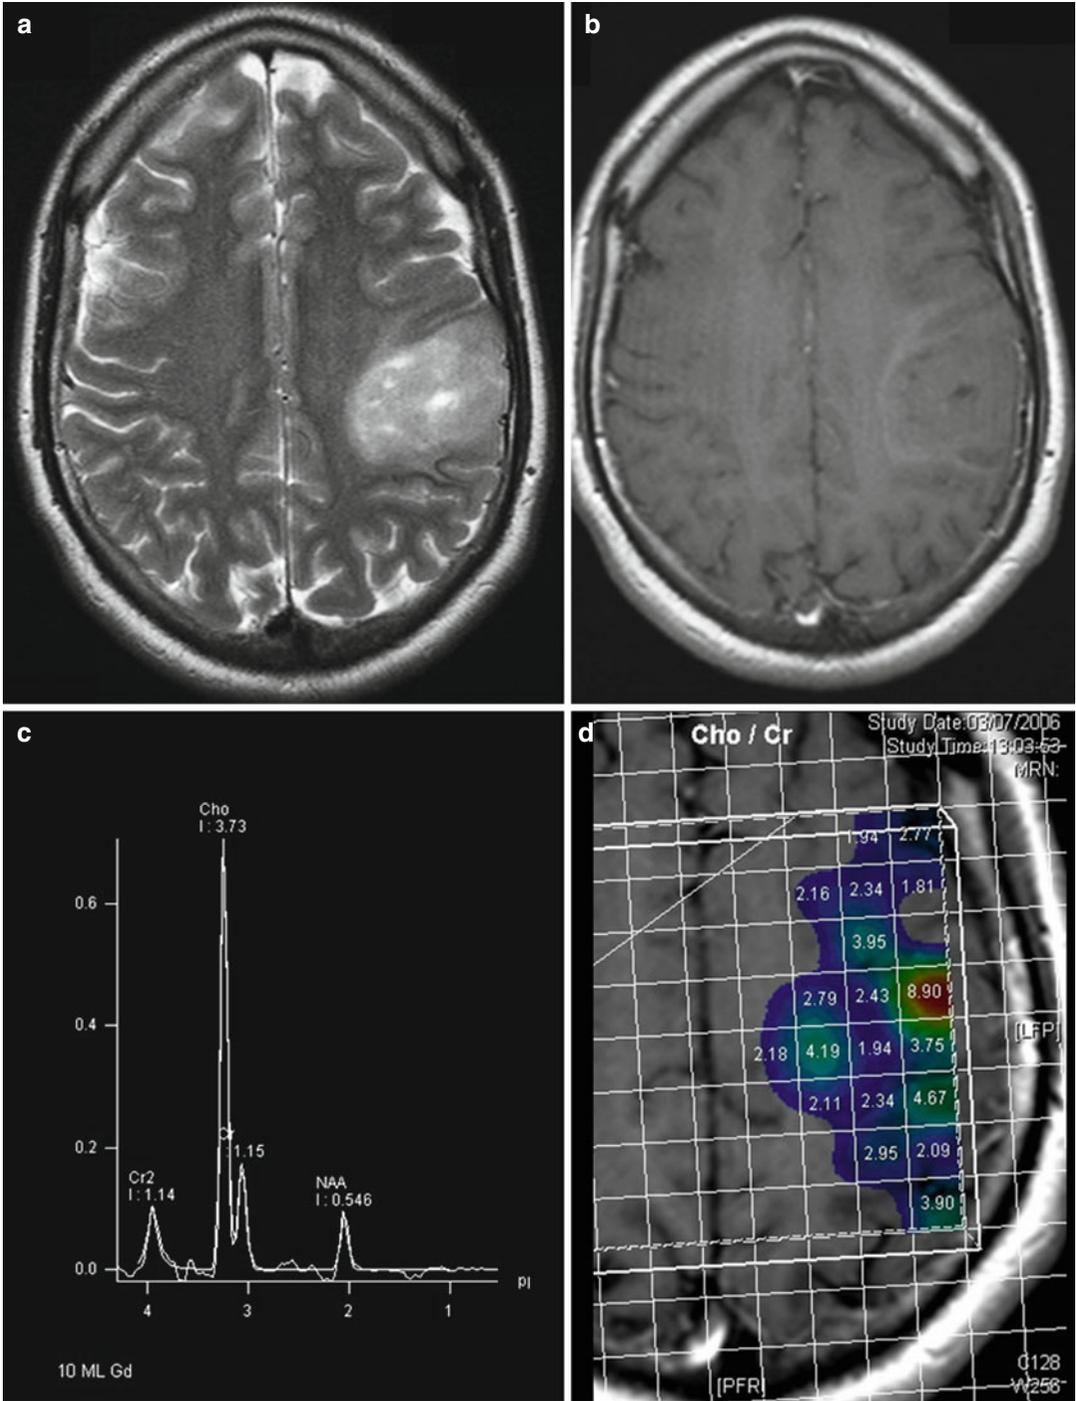 a
b
c
Cho
I : 3.73
0.6
0.4
0.2
0.0
: 1.15
Cr2
I : 1.14
NAA
I : 0.546
4 3 2 1
10 ML Gd
d
Cho / Cr
Study Date:03/07/2006
Study Time:13:03:53
MRN:
1.94 2.77
2.16 2.34 1.81
3.95
2.79 2.43 8.90
[LFP]
2.18 4.19 1.94 3.75
2.11 2.34 4.67
2.95 2.09
3.90
[PFR]
C128
W256